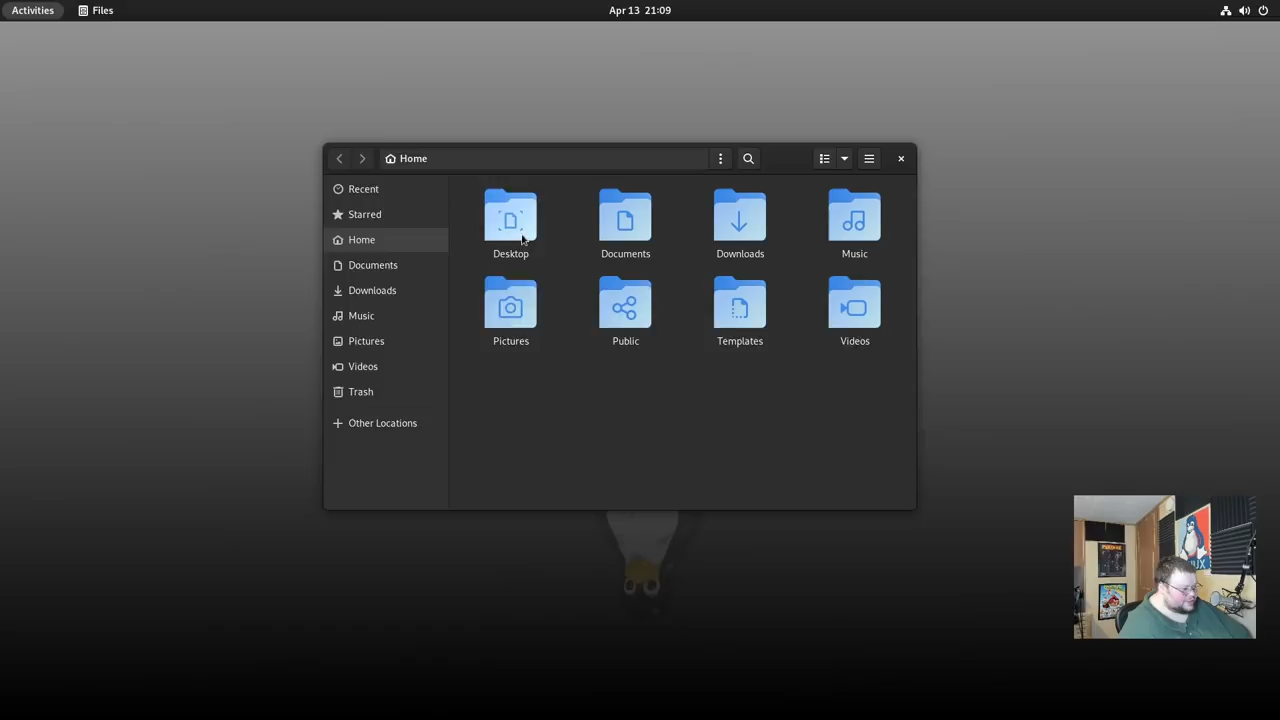 Activities
Files
Apr 13 21:09
Home
Recent
Starred
Home
Documents
Downloads
Music
Pictures
Videos
Trash
Other Locations
Desktop
Documents
Downloads
Music
Pictures
Public
Templates
Videos